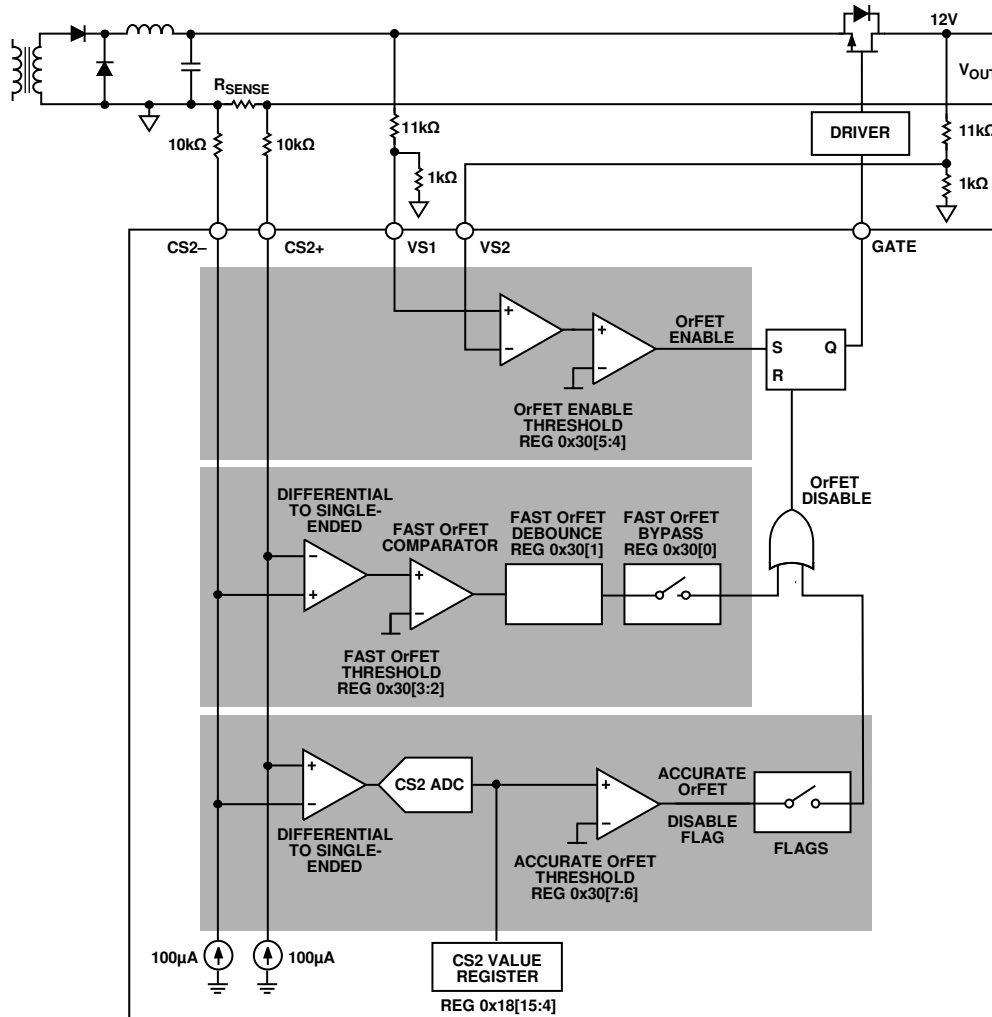 12V
VOUT
RSENSE
10kΩ
10kΩ
11kΩ
1kΩ
DRIVER
11kΩ
1kΩ
CS2–
CS2+
VS1
VS2
GATE
+
–
+
–
OrFET
ENABLE
S
Q
R
OrFET ENABLE
THRESHOLD
REG 0x30[5:4]
OrFET
DISABLE
DIFFERENTIAL
TO SINGLE-
ENDED
FAST OrFET
COMPARATOR
FAST OrFET
DEBOUNCE
REG 0x30[1]
FAST OrFET
BYPASS
REG 0x30[0]
–
+
+
–
FAST OrFET
THRESHOLD
REG 0x30[3:2]
+
–
CS2 ADC
+
–
ACCURATE
OrFET
DISABLE
FLAG
FLAGS
DIFFERENTIAL
TO SINGLE-
ENDED
ACCURATE OrFET
THRESHOLD
REG 0x30[7:6]
100µA
100µA
CS2 VALUE
REGISTER
REG 0x18[15:4]